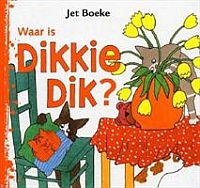 Jet Boeke
Waar is
DIKKIE
DIK?